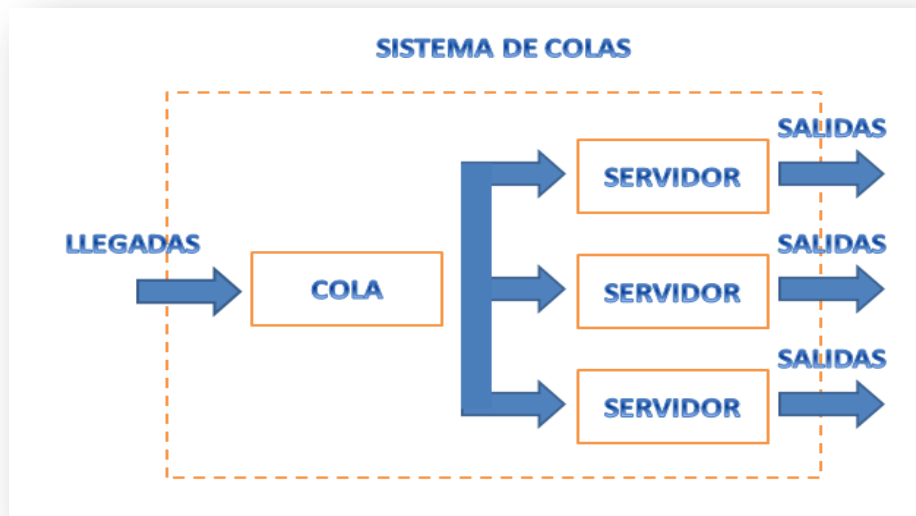 SISTEMA DE COLAS
SALIDAS
SERVIDOR
LLEGADAS
SALIDAS
COLA
SERVIDOR
SALIDAS
SERVIDOR